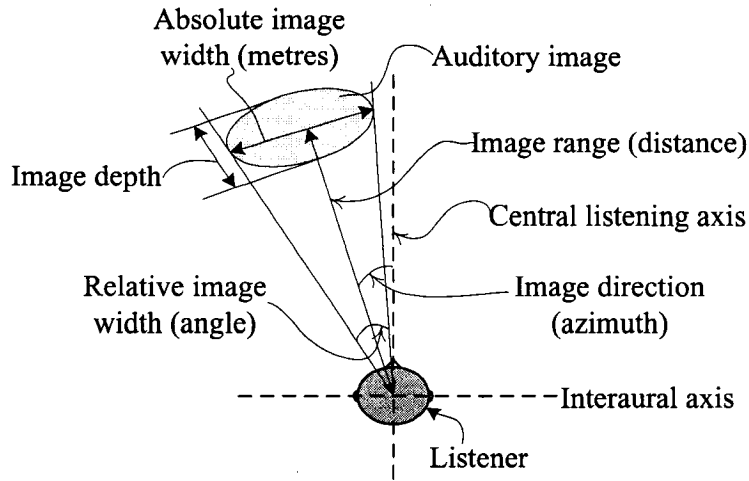 Absolute image
width (metres)
Auditory image
Image range (distance)
Image depth
Central listening axis
Relative image
width (angle)
Image direction
(azimuth)
Interaural axis
Listener